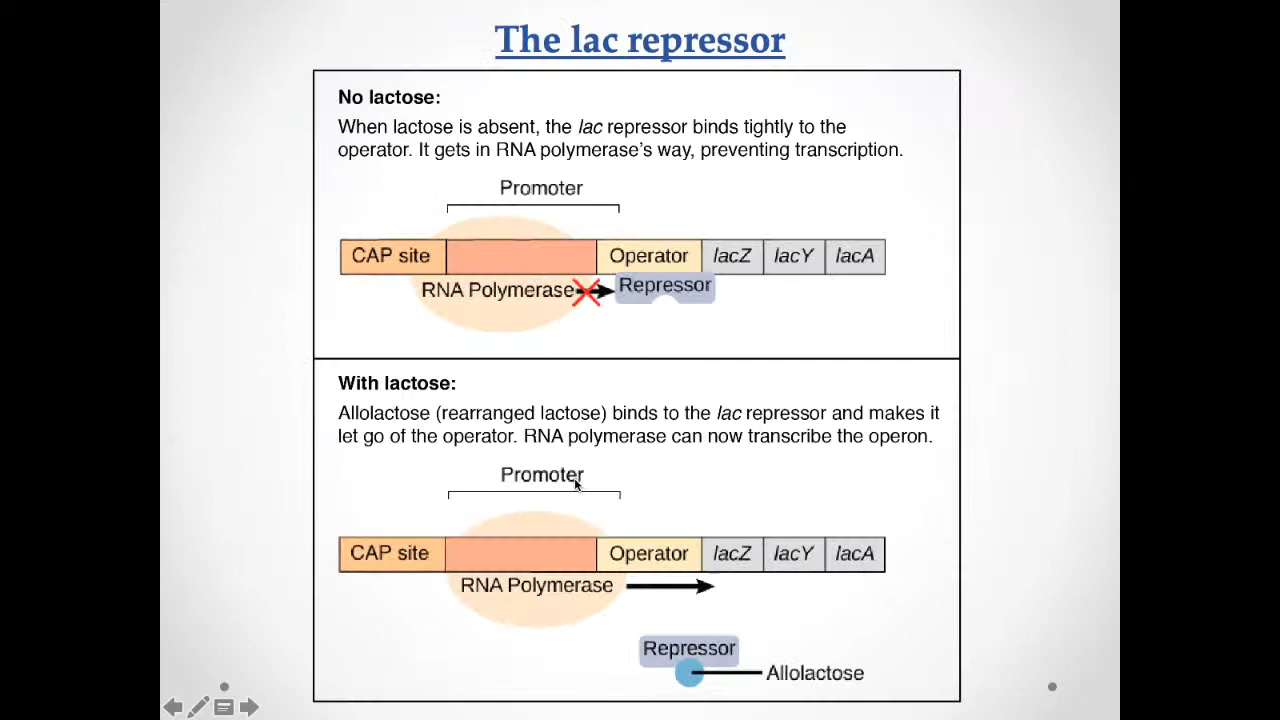 The lac repressor
No lactose:
When lactose is absent, the lac repressor binds tightly to the
operator. It gets in RNA polymerase's way, preventing transcription.
Promoter
CAP site
Operator
lacZ
lacY
lacA
RNA Polymerase
Repressor
With lactose:
Allolactose (rearranged lactose) binds to the lac repressor and makes it
let go of the operator. RNA polymerase can now transcribe the operon.
Promoter
CAP site
Operator
lacZ
lacY
lacA
RNA Polymerase
Repressor
Allolactose